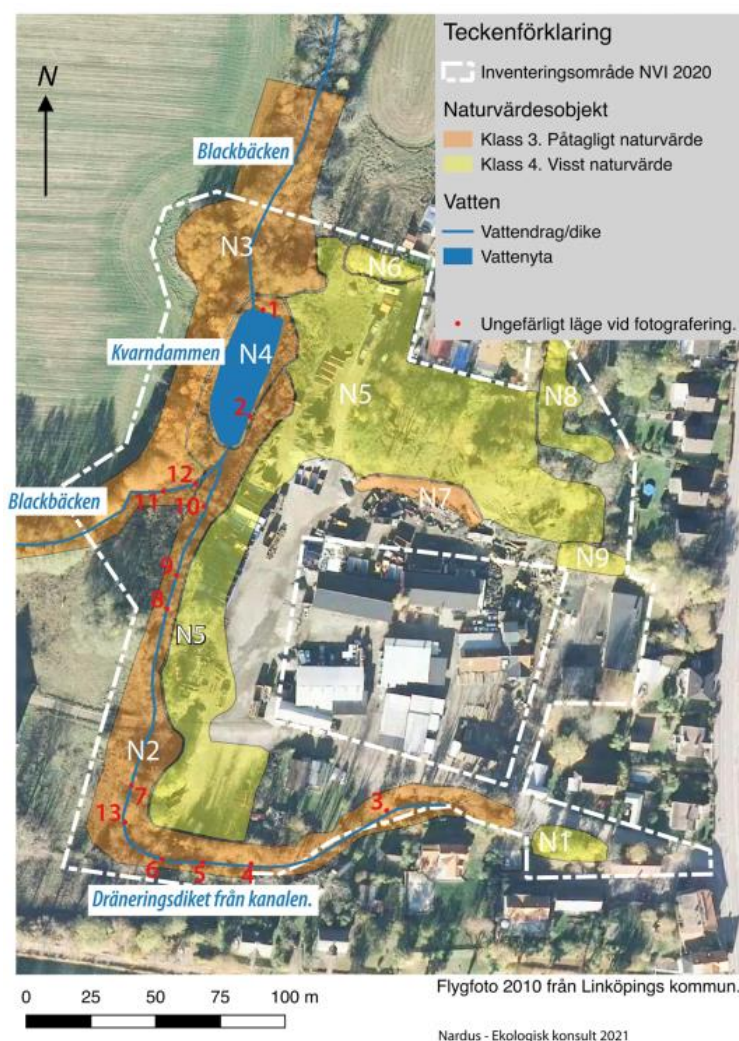 Teckenförklaring
Inventeringsområde NVI 2020
Naturvärdesobjekt
Klass 3. Påtagligt naturvärde
Klass 4. Visst naturvärde
Vatten
Vattendrag/dike
Vattenyta
Ungefärligt läge vid fotografering.
N
Blackbäcken
N3
N6
1
Kvarndammen
N4
N5
N8
2
12
11
Blackbäcken
10
N7
9
N9
8
N5
N2
7
3
13
N1
6
5
4
Dräneringsdiket från kanalen.
0 25 50 75 100 m
Flygfoto 2010 från Linköpings kommun.
Nardus - Ekologisk konsult 2021